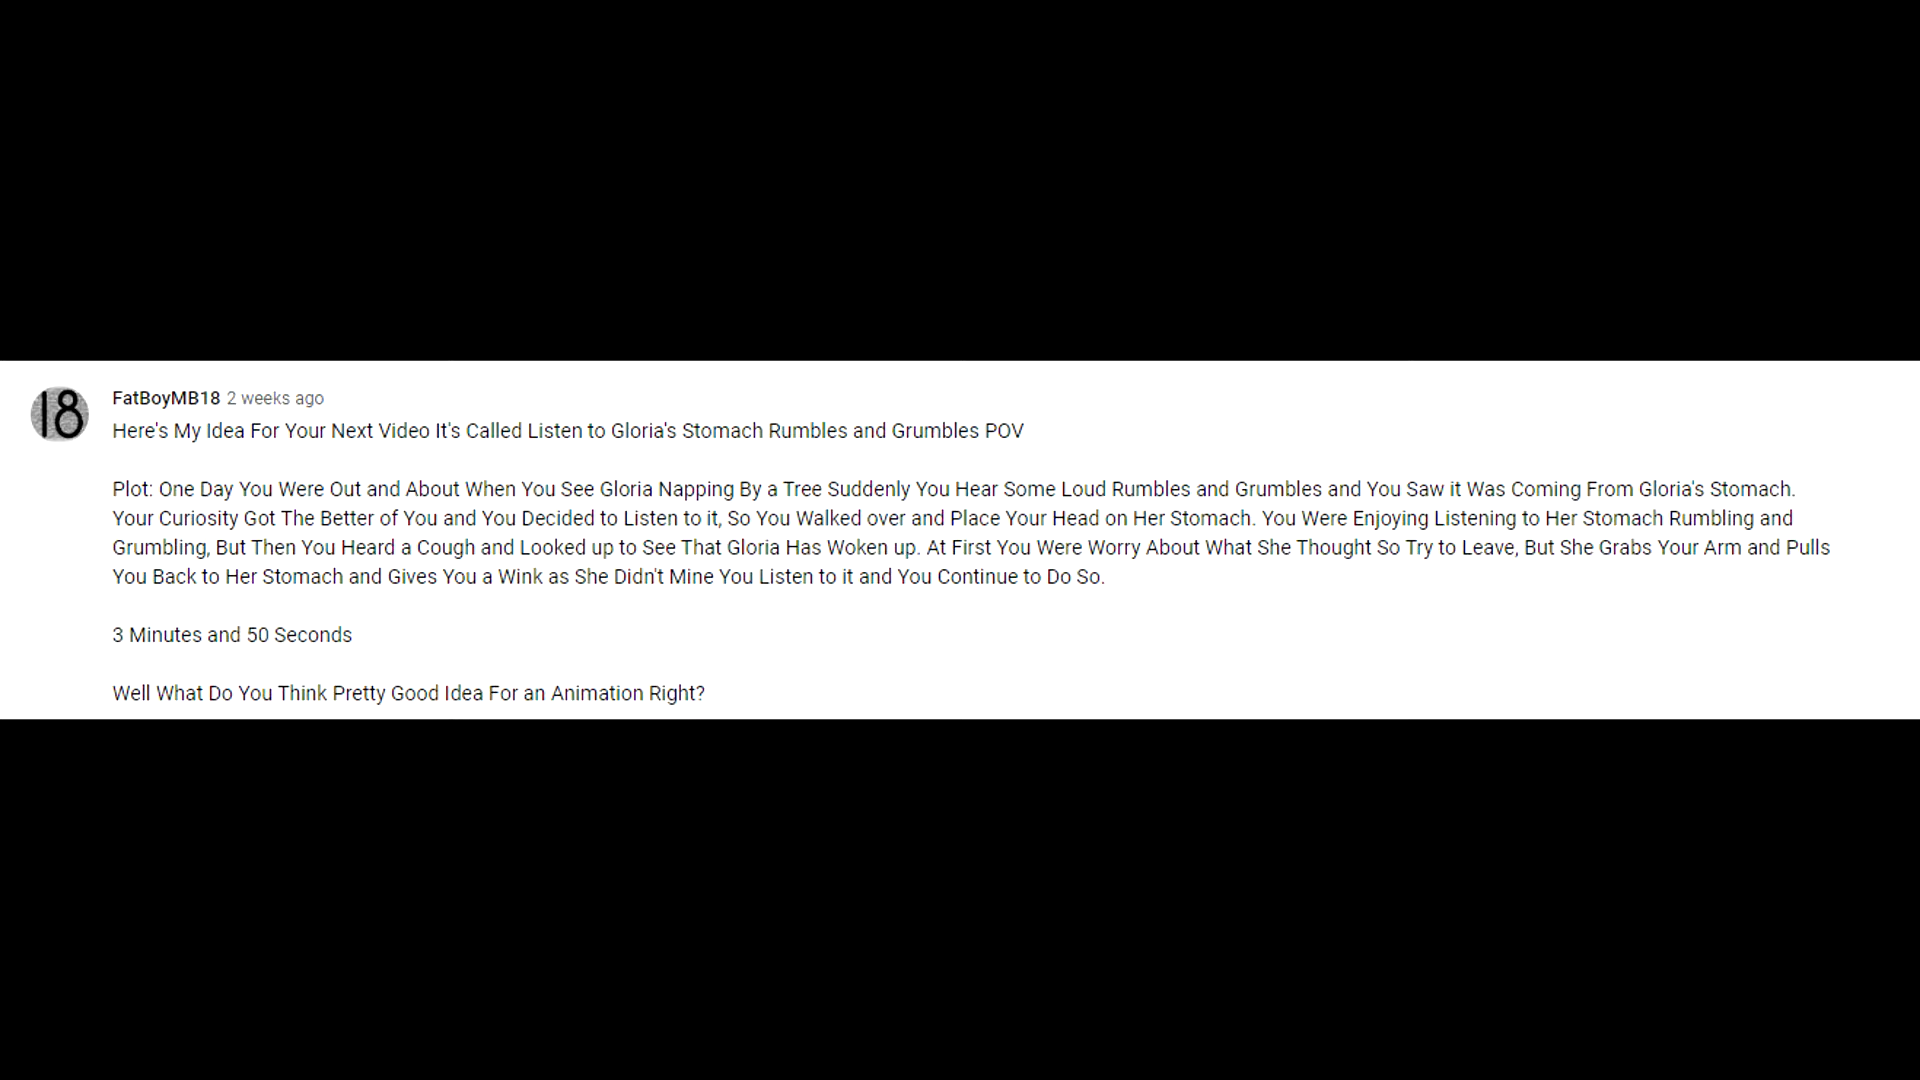 18
FatBoyMB18 2 weeks ago
Here's My Idea For Your Next Video It's Called Listen to Gloria's Stomach Rumbles and Grumbles POV
Plot: One Day You Were Out and About When You See Gloria Napping By a Tree Suddenly You Hear Some Loud Rumbles and Grumbles and You Saw it Was Coming From Gloria's Stomach.
Your Curiosity Got The Better of You and You Decided to Listen to it, So You Walked over and Place Your Head on Her Stomach. You Were Enjoying Listening to Her Stomach Rumbling and
Grumbling, But Then You Heard a Cough and Looked up to See That Gloria Has Woken up. At First You Were Worry About What She Thought So Try to Leave, But She Grabs Your Arm and Pulls
You Back to Her Stomach and Gives You a Wink as She Didn't Mine You Listen to it and You Continue to Do So.
3 Minutes and 50 Seconds
Well What Do You Think Pretty Good Idea For an Animation Right?